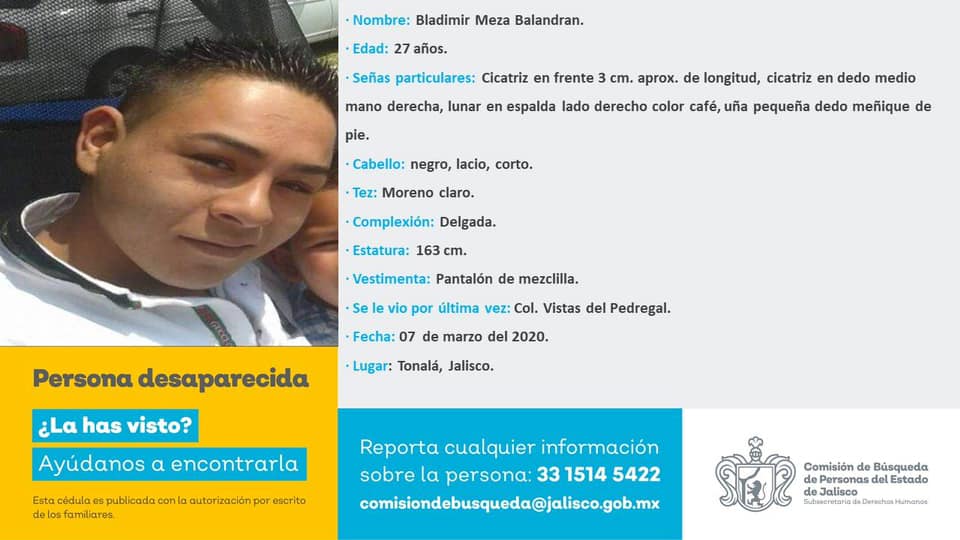 · Nombre: Bladimir Meza Balandran.
· Edad: 27 años.
· Señas particulares: Cicatriz en frente 3 cm. aprox. de longitud, cicatriz en dedo medio
mano derecha, lunar en espalda lado derecho color café, uña pequeña dedo meñique de
pie.
· Cabello: negro, lacio, corto.
· Tez: Moreno claro.
· Complexión: Delgada.
· Estatura: 163 cm.
· Vestimenta: Pantalón de mezclilla.
· Se le vio por última vez: Col. Vistas del Pedregal.
· Fecha: 07 de marzo del 2020.
· Lugar: Tonalá, Jalisco.
Persona desaparecida
¿La has visto?
Ayúdanos a encontrarla
Esta cédula es publicada con la autorización por escrito
de los familiares.
Reporta cualquier información
sobre la persona: 33 1514 5422
comisiondebusqueda@jalisco.gob.mx
Comisión de Búsqueda
de Personas del Estado
de Jalisco
Subsecretaría de Derechos Humanos